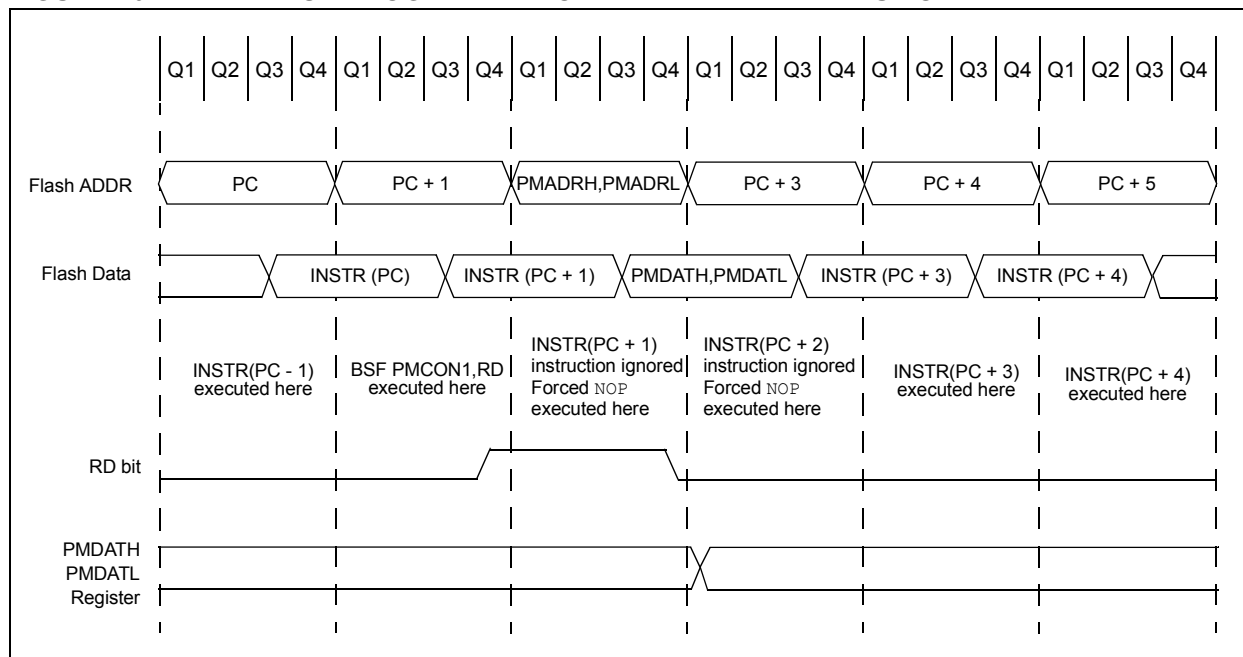 Q1 Q2 Q3 Q4 Q1 Q2 Q3 Q4 Q1 Q2 Q3 Q4 Q1 Q2 Q3 Q4 Q1 Q2 Q3 Q4 Q1 Q2 Q3 Q4
Flash ADDR PC PC + 1 PMADRH,PMADRL PC + 3 PC + 4 PC + 5
Flash Data INSTR (PC) INSTR (PC + 1) PMDATH,PMDATL INSTR (PC + 3) INSTR (PC + 4)
INSTR(PC - 1)
executed here
BSF PMCON1,RD
executed here
INSTR(PC + 1)
instruction ignored
Forced NOP
executed here
INSTR(PC + 2)
instruction ignored
Forced NOP
executed here
INSTR(PC + 3)
executed here
INSTR(PC + 4)
executed here
RD bit
PMDATH
PMDATL
Register